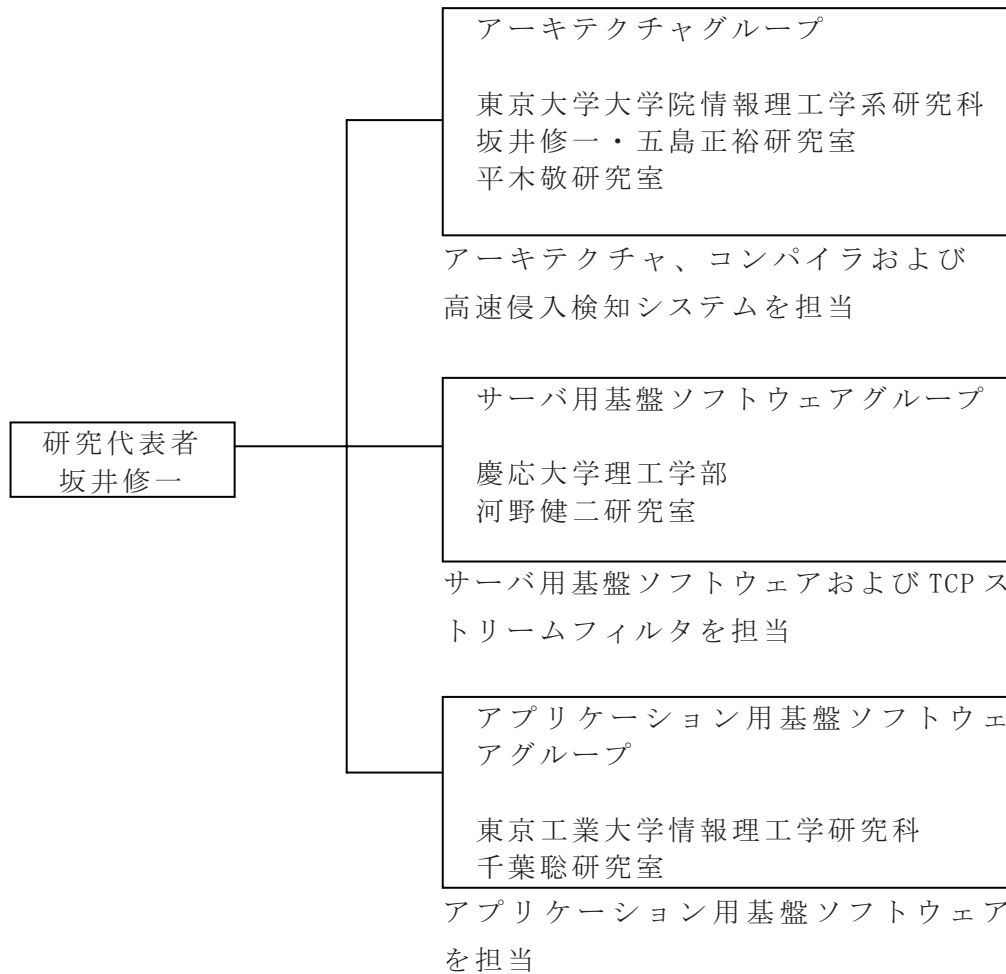 アーキテクチャグループ
東京大学大学院情報理工学系研究科
坂井修一・五島正裕研究室
平木敬研究室
アーキテクチャ、コンパイラおよび
高速侵入検知システムを担当
研究代表者
坂井修一
サーバ用基盤ソフトウェアグループ
慶応大学理工学部
河野健二研究室
サーバ用基盤ソフトウェアおよび TCP ス
トリームフィルタを担当
アプリケーション用基盤ソフトウェ
アグループ
東京工業大学情報理工学研究科
千葉聡研究室
アプリケーション用基盤ソフトウェア
を担当